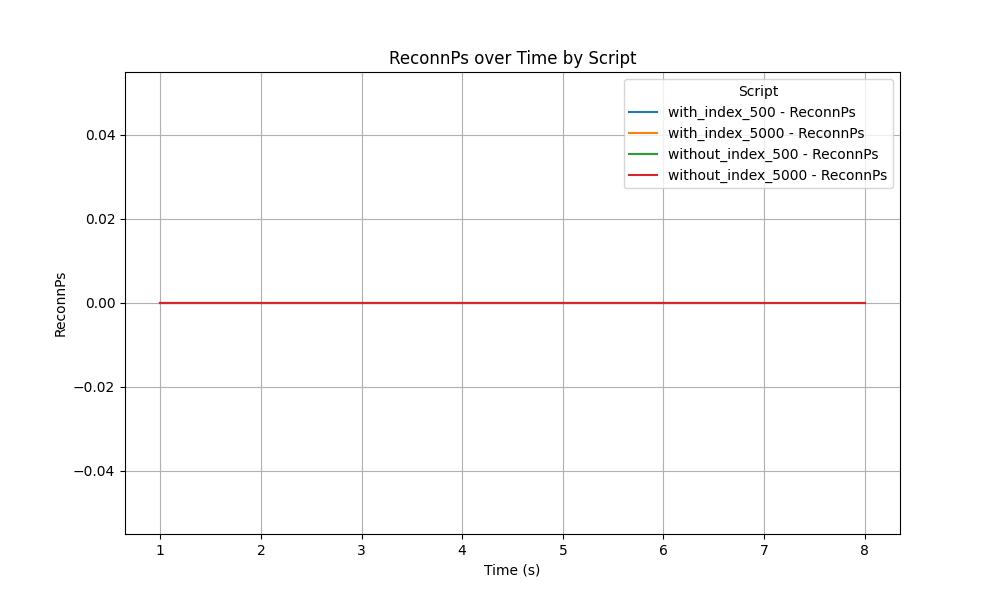 ReconnPs over Time by Script
Script
with_index_500 - ReconnPs
with_index_5000 - ReconnPs
without_index_500 - ReconnPs
without_index_5000 - ReconnPs
0.04
0.02
0.00
−0.02
−0.04
ReconnPs
1 2 3 4 5 6 7 8
Time (s)